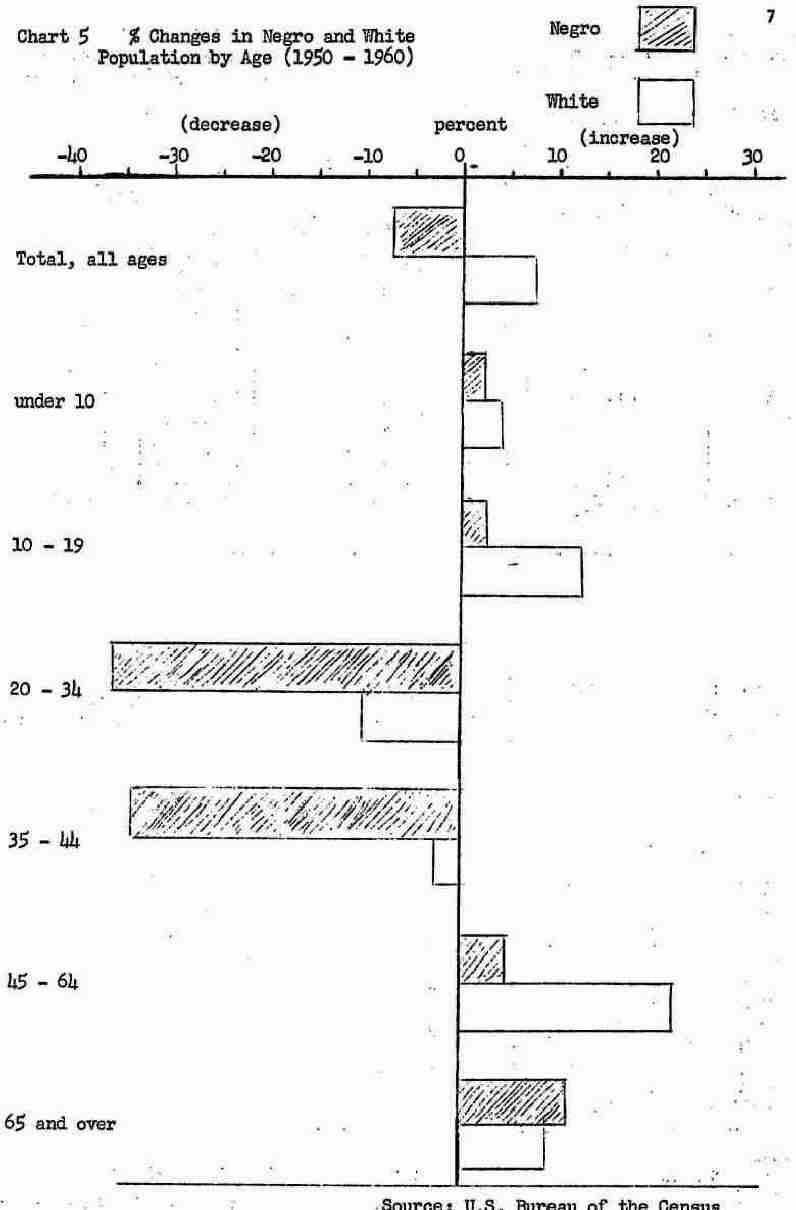 7
Chart 5 % Changes in Negro and White
Population by Age (1950 - 1960)
Negro
White
(decrease) percent (increase)
-40 -30 -20 -10 0 10 20 30
Total, all ages
under 10
10 - 19
20 - 34
35 - 44
45 - 64
65 and over
Source: U.S. Bureau of the Census